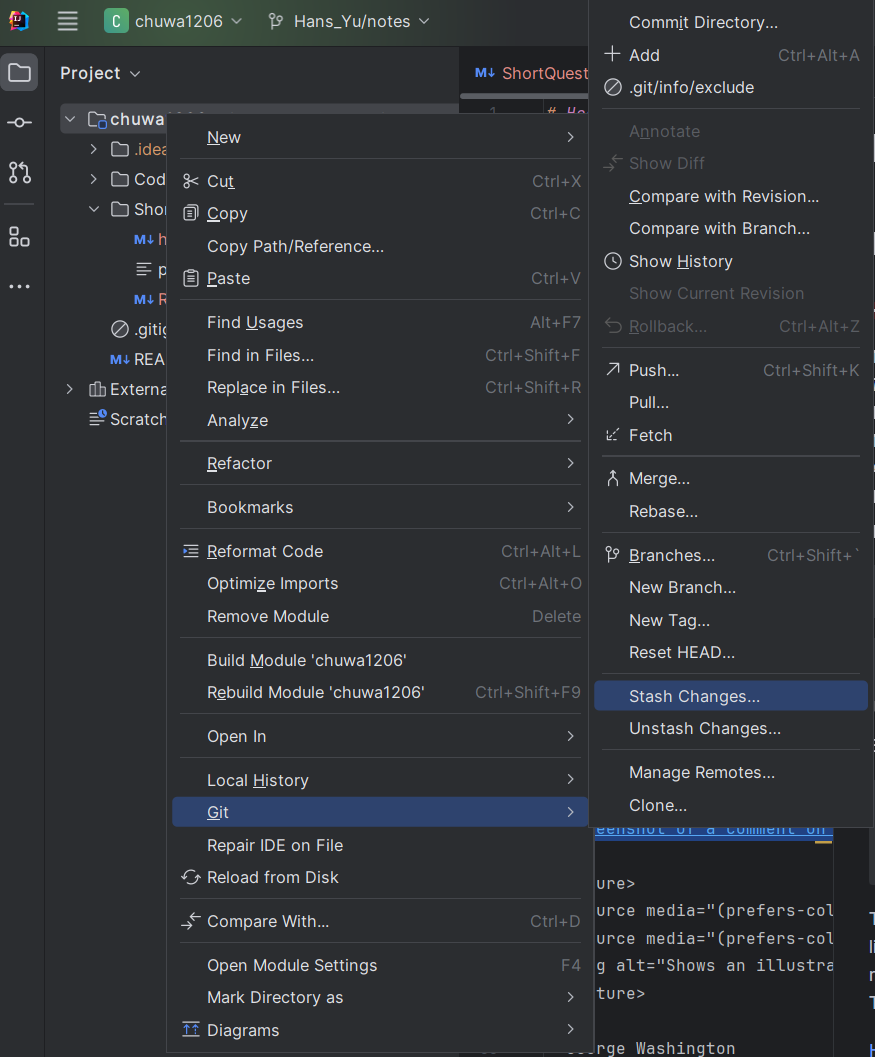 C chuwa1206 Hans_Yu/notes
Project
M↓ ShortQuest
1 #
chuwa
.idea
Cod
Shor
M↓ h
p
M↓ R
.gitig
M↓ REA
Externa
Scratch
New
Cut Ctrl+X
Copy Ctrl+C
Copy Path/Reference...
Paste Ctrl+V
Find Usages Alt+F7
Find in Files... Ctrl+Shift+F
Replace in Files... Ctrl+Shift+R
Analyze
Refactor
Bookmarks
Reformat Code Ctrl+Alt+L
Optimize Imports Ctrl+Alt+O
Remove Module Delete
Build Module 'chuwa1206'
Rebuild Module 'chuwa1206' Ctrl+Shift+F9
Open In
Local History
Git
Repair IDE on File
Reload from Disk
Compare With... Ctrl+D
Open Module Settings F4
Mark Directory as
Diagrams
Commit Directory...
Add Ctrl+Alt+A
.git/info/exclude
Annotate
Show Diff
Compare with Revision...
Compare with Branch...
Show History
Show Current Revision
Rollback... Ctrl+Alt+Z
Push... Ctrl+Shift+K
Pull...
Fetch
Merge...
Rebase...
Branches... Ctrl+Shift+`
New Branch...
New Tag...
Reset HEAD...
Stash Changes...
Unstash Changes...
Manage Remotes...
Clone...
eenshot of a comment on
ure>
urce media="(prefers-col
urce media="(prefers-col
g alt="Shows an illustra
ture>
orge Washington